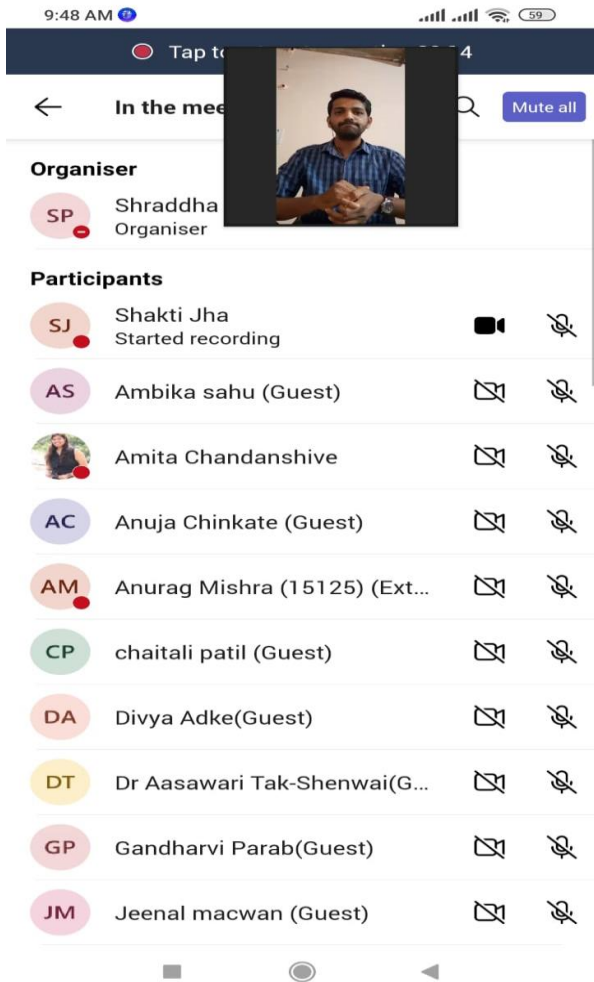 9:48 AM
59
Tap to
4
In the mee
Mute all
Organiser
SP
Shraddha
Organiser
Participants
SJ
Shakti Jha
Started recording
AS
Ambika sahu (Guest)
Amita Chandanshive
AC
Anuja Chinkate (Guest)
AM
Anurag Mishra (15125) (Ext...
CP
chaitali patil (Guest)
DA
Divya Adke(Guest)
DT
Dr Aasawari Tak-Shenwai(G...
GP
Gandharvi Parab(Guest)
JM
Jeenal macwan (Guest)